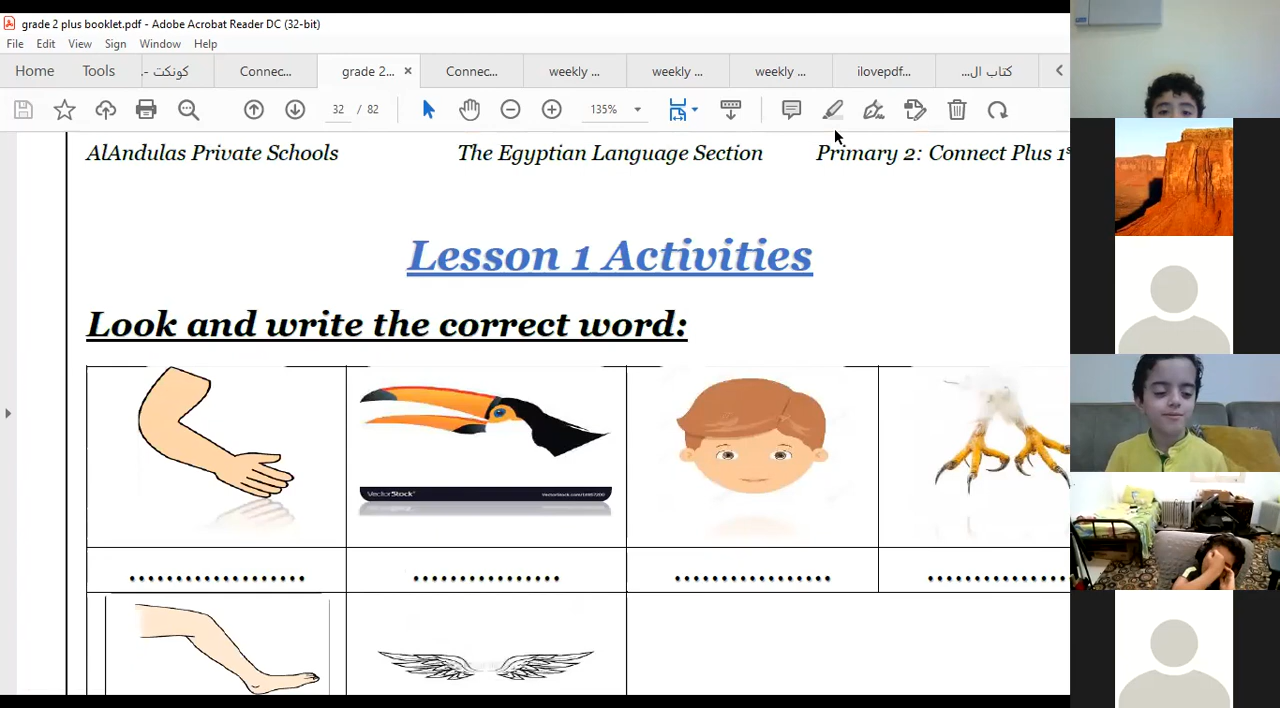 grade 2 plus booklet.pdf - Adobe Acrobat Reader DC (32-bit)
File Edit View Sign Window Help
Home Tools كونكت -. Connec... grade 2... × Connec... weekly ... weekly ... weekly ... ilovepdf... كتاب ال...
32 / 82 135%
AlAndulas Private Schools The Egyptian Language Section Primary 2: Connect Plus 1s
Lesson 1 Activities
Look and write the correct word:
VectorStock